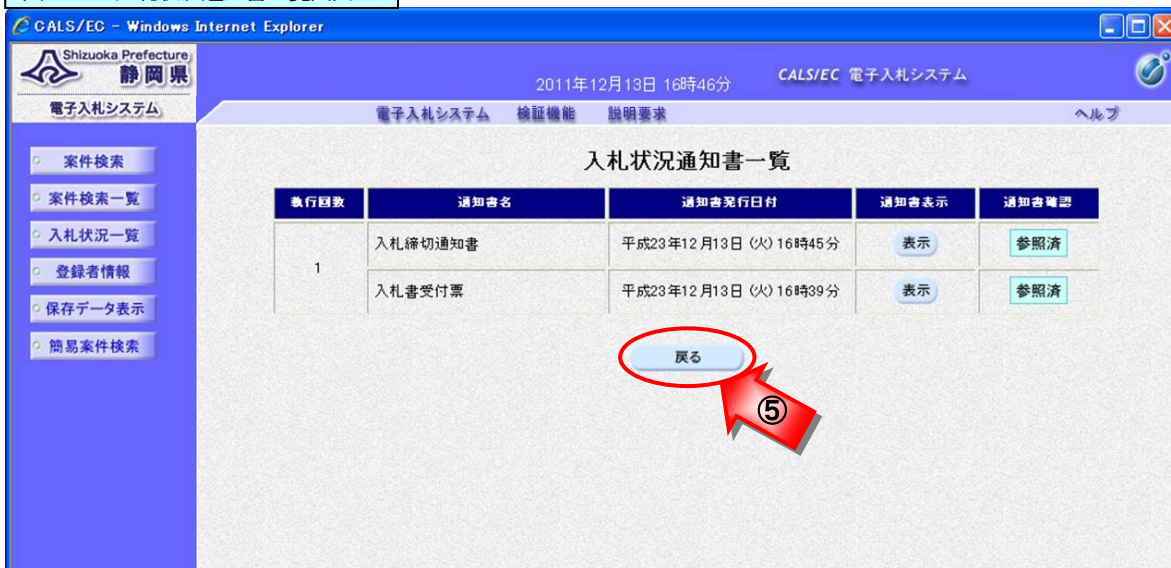 CALS/EC - Windows Internet Explorer
Shizuoka Prefecture
静岡県
電子入札システム
2011年12月13日 16時46分
CALS/EC 電子入札システム
電子入札システム 検証機能 説明要求 ヘルプ
案件検索
案件検索一覧
入札状況一覧
登録者情報
保存データ表示
簡易案件検索
入札状況通知書一覧
執行回数 通知書名 通知書発行日付 通知書表示 通知書確認
1
入札締切通知書 平成23年12月13日 (火) 16時45分 表示 参照済
入札書受付票 平成23年12月13日 (火) 16時39分 表示 参照済
戻る
⑤